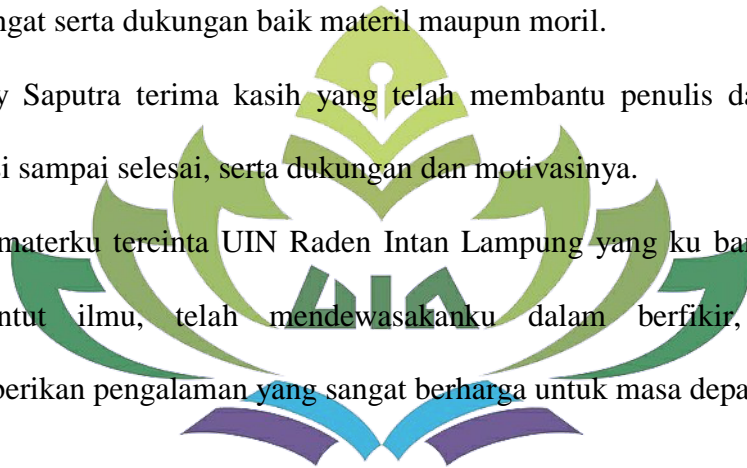 ngat serta dukungan baik materil maupun moril.
y Saputra terima kasih yang telah membantu penulis da
i sampai selesai, serta dukungan dan motivasinya.
materku tercinta UIN Raden Intan Lampung yang ku ba
ntut ilmu, telah mendewasakanku dalam berfikir,
berikan pengalaman yang sangat berharga untuk masa depa
UIN